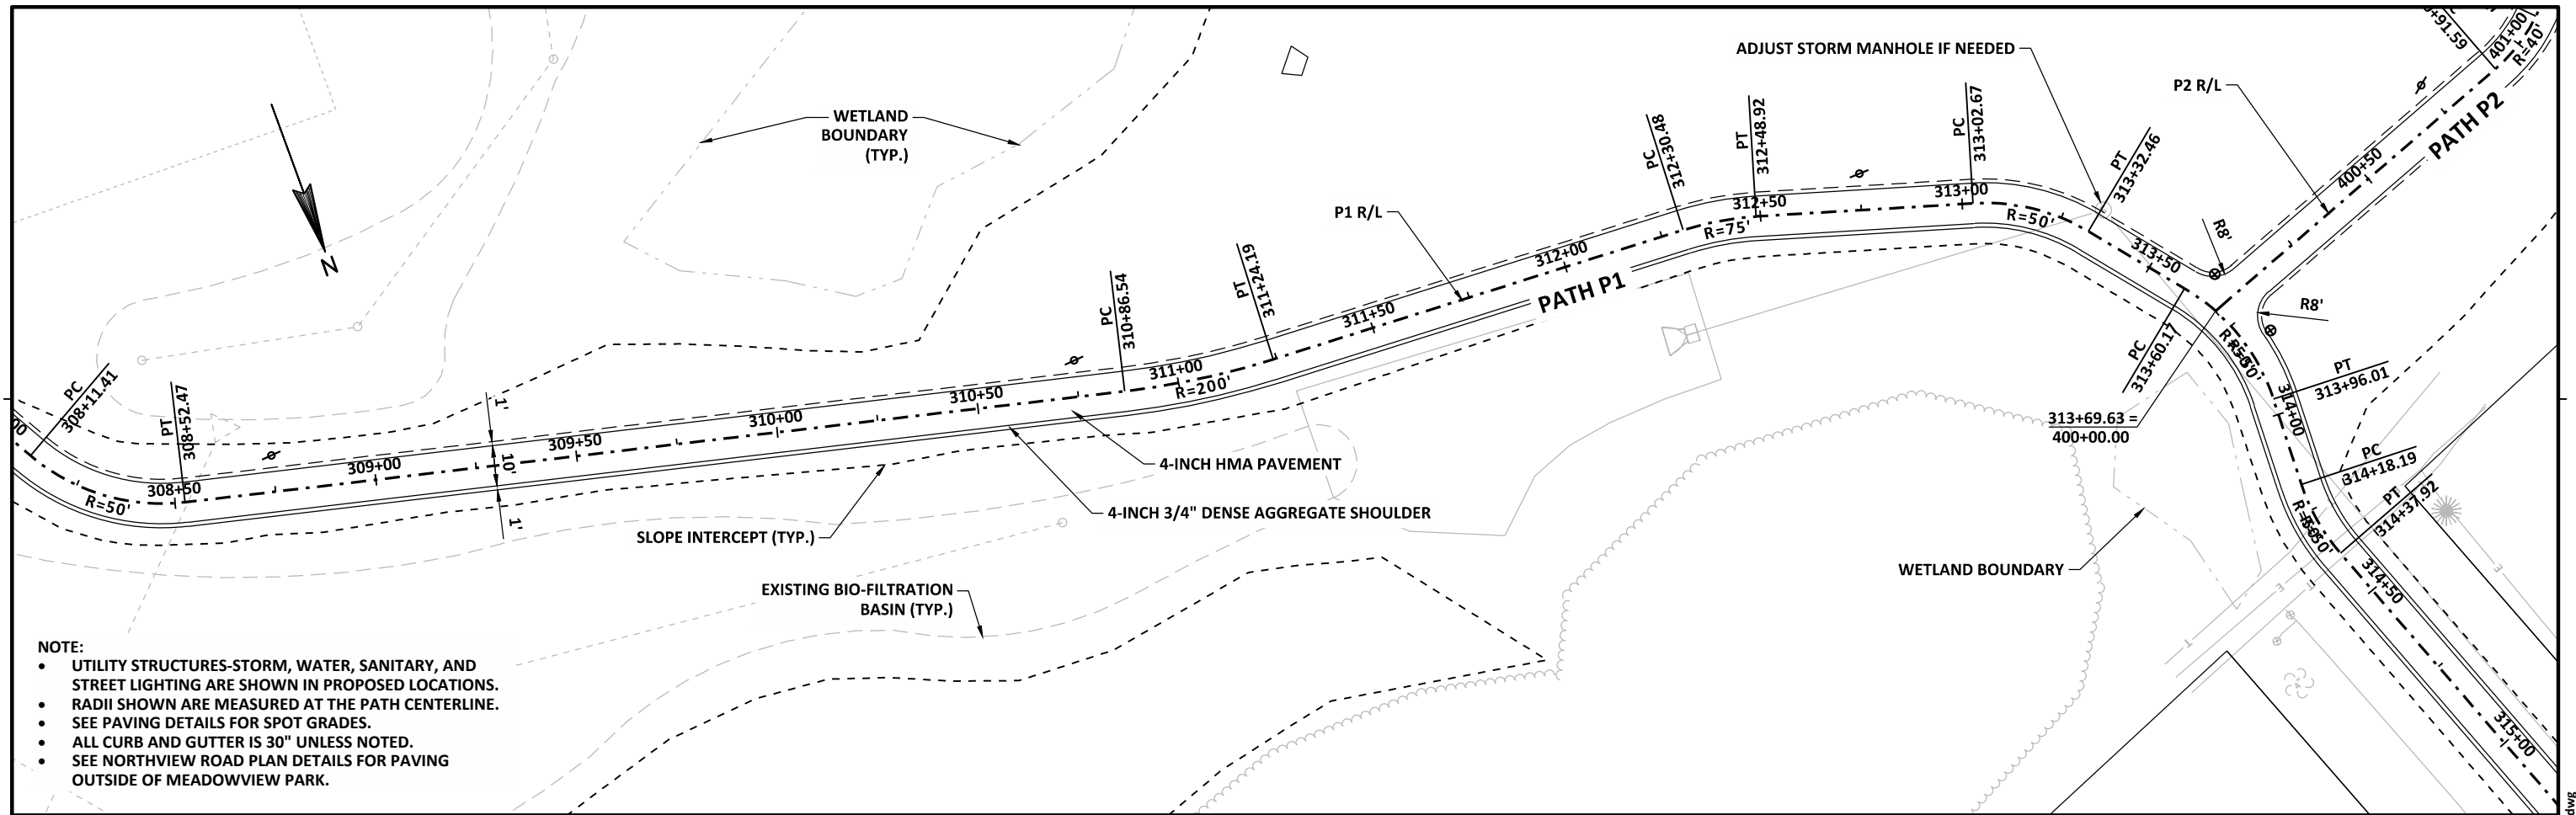 ADJUST STORM MANHOLE IF NEEDED
P2 R/L
401+00
R=40'
+91.59
PATH P2
400+50
WETLAND
BOUNDARY
(TYP.)
N
P1 R/L
PC
312+30.48
PT
312+48.92
PC
313+02.67
PT
313+32.46
312+50
313+00
R=75'
R=50'
R8'
313+50
312+00
PATH P1
311+50
PC
310+86.54
PT
311+24.19
311+00
R=200'
310+50
310+00
309+50
309+00
308+50
PC
308+11.41
PT
308+52.47
R=50'
00
1'
10'
1'
R8'
PC
313+60.17
PT
313+96.01
314+00
313+69.63 =
400+00.00
PC
314+18.19
PT
314+37.92
314+50
315+00
4-INCH HMA PAVEMENT
4-INCH 3/4" DENSE AGGREGATE SHOULDER
SLOPE INTERCEPT (TYP.)
EXISTING BIO-FILTRATION
BASIN (TYP.)
WETLAND BOUNDARY
T
E
T
E
E
NOTE:
• UTILITY STRUCTURES-STORM, WATER, SANITARY, AND
STREET LIGHTING ARE SHOWN IN PROPOSED LOCATIONS.
• RADII SHOWN ARE MEASURED AT THE PATH CENTERLINE.
• SEE PAVING DETAILS FOR SPOT GRADES.
• ALL CURB AND GUTTER IS 30" UNLESS NOTED.
• SEE NORTHVIEW ROAD PLAN DETAILS FOR PAVING
OUTSIDE OF MEADOWVIEW PARK.
dwg